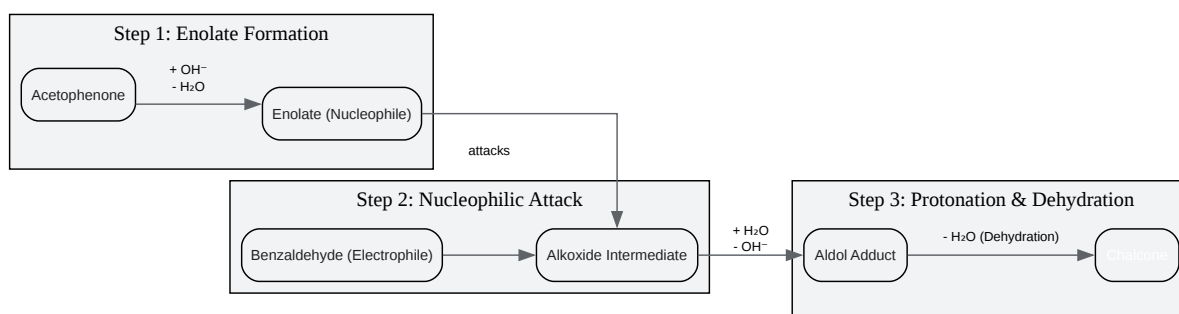 Step 1: Enolate Formation
Acetophenone
+ OH⁻
- H₂O
Enolate (Nucleophile)
attacks
Step 2: Nucleophilic Attack
Benzaldehyde (Electrophile)
Alkoxide Intermediate
+ H₂O
- OH⁻
Step 3: Protonation & Dehydration
Aldol Adduct
- H₂O (Dehydration)
Chalcone